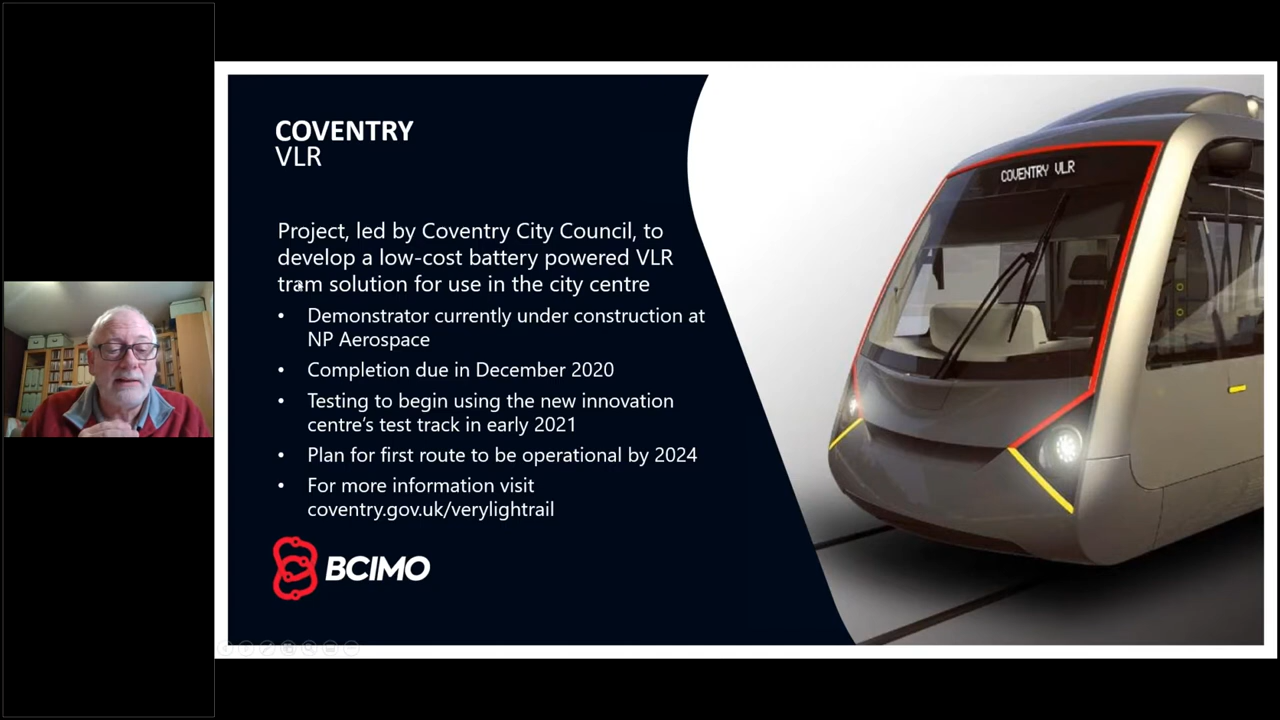 COVENTRY
VLR
Project, led by Coventry City Council, to
develop a low-cost battery powered VLR
tram solution for use in the city centre
• Demonstrator currently under construction at
NP Aerospace
• Completion due in December 2020
• Testing to begin using the new innovation
centre's test track in early 2021
• Plan for first route to be operational by 2024
• For more information visit
coventry.gov.uk/verylightrail
BCIMO
COVENTRY VLR